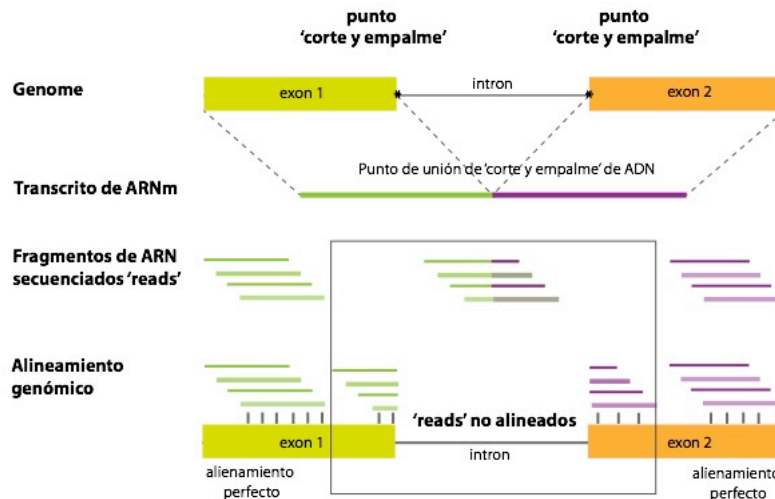 punto
‘corte y empalme’
punto
‘corte y empalme’
Genome
exon 1
intron
exon 2
Punto de unión de ‘corte y empalme’ de ADN
Transcrito de ARNm
Fragmentos de ARN
secuenciados ‘reads’
Alineamiento
genómico
‘reads’ no alineados
exon 1
intron
exon 2
alienamiento
perfecto
alienamiento
perfecto